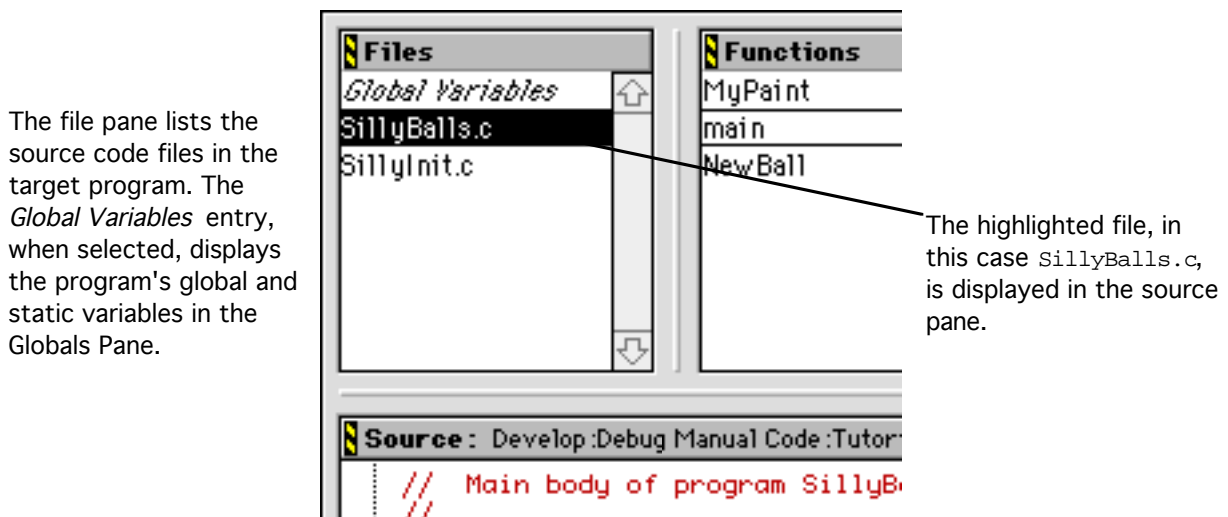 The file pane lists the
source code files in the
target program. The
Global Variables entry,
when selected, displays
the program's global and
static variables in the
Globals Pane.
Files
Global Variables
SillyBalls.c
SillyInit.c
Functions
MyPaint
main
NewBall
The highlighted file, in
this case SillyBalls.c,
is displayed in the source
pane.
Source: Develop:Debug Manual Code:Tutor
// Main body of program SillyB
//